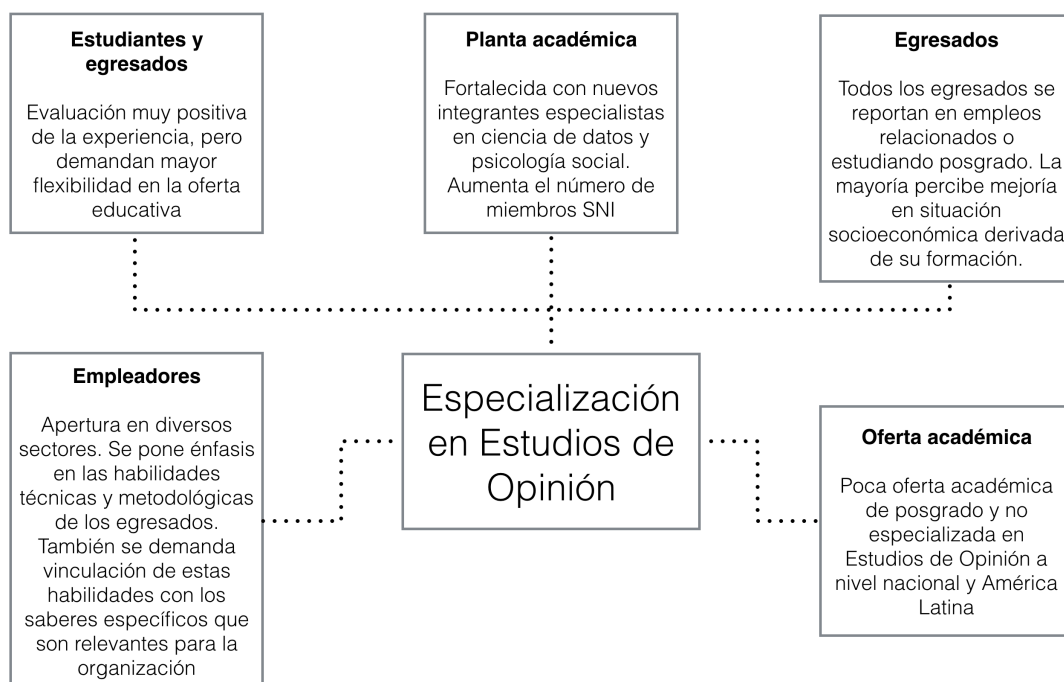 Estudiantes y
egresados
Evaluación muy positiva
de la experiencia, pero
demandan mayor
flexibilidad en la oferta
educativa
Planta académica
Fortalecida con nuevos
integrantes especialistas
en ciencia de datos y
psicología social.
Aumenta el número de
miembros SNI
Egresados
Todos los egresados se
reportan en empleos
relacionados o
estudiando posgrado. La
mayoría percibe mejoría
en situación
socioeconómica derivada
de su formación.
Empleadores
Apertura en diversos
sectores. Se pone énfasis
en las habilidades
técnicas y metodológicas
de los egresados.
También se demanda
vinculación de estas
habilidades con los
saberes específicos que
son relevantes para la
organización
Especialización
en Estudios de
Opinión
Oferta académica
Poca oferta académica
de posgrado y no
especializada en
Estudios de Opinión a
nivel nacional y América
Latina